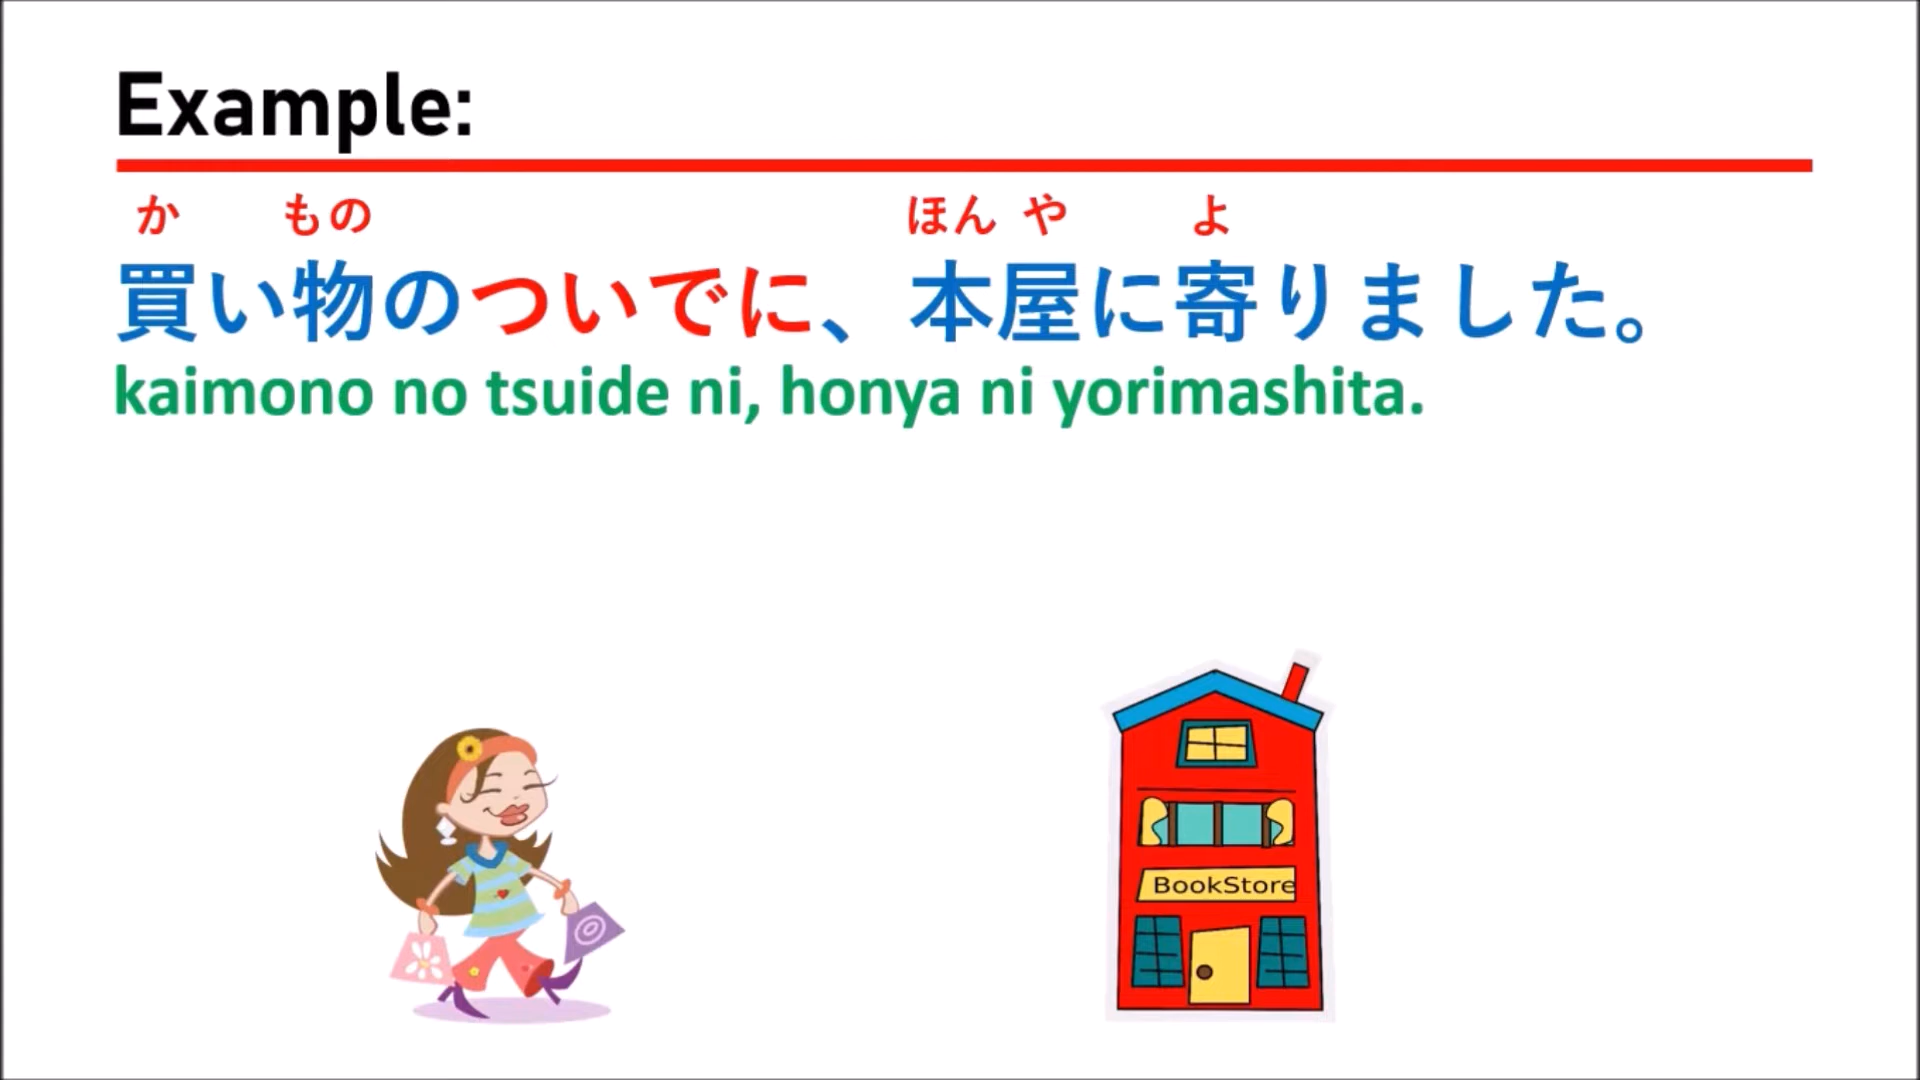 Example:
か もの ほん や よ
買い物のついでに、本屋に寄りました。
kaimono no tsuide ni, honya ni yorimashita.
BookStore